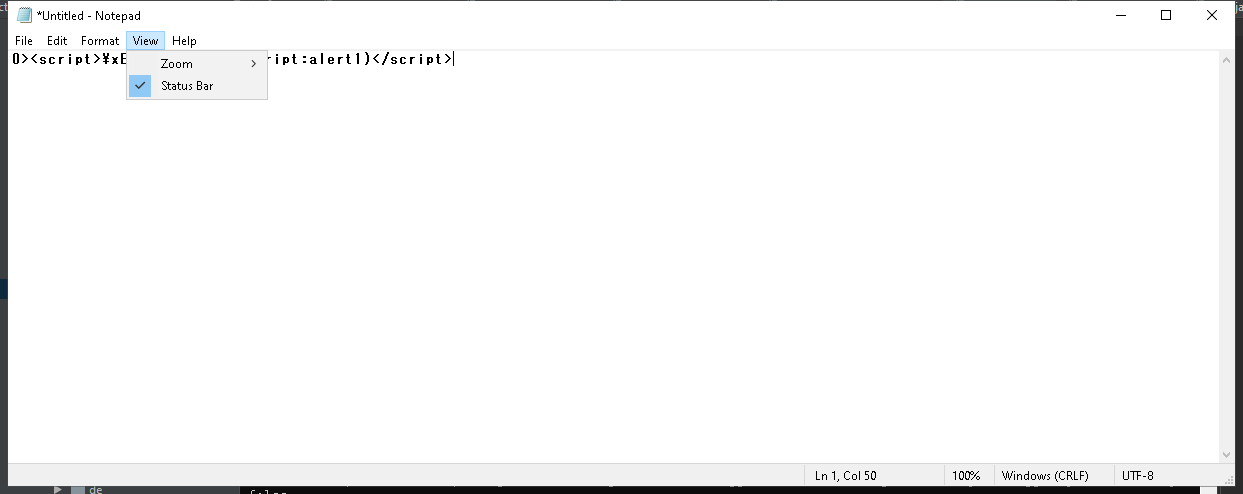 *Untitled - Notepad
File Edit Format View Help
0><script>¥xE ript:alert1)</script>
Zoom
Status Bar
Ln 1, Col 50 100% Windows (CRLF) UTF-8
de